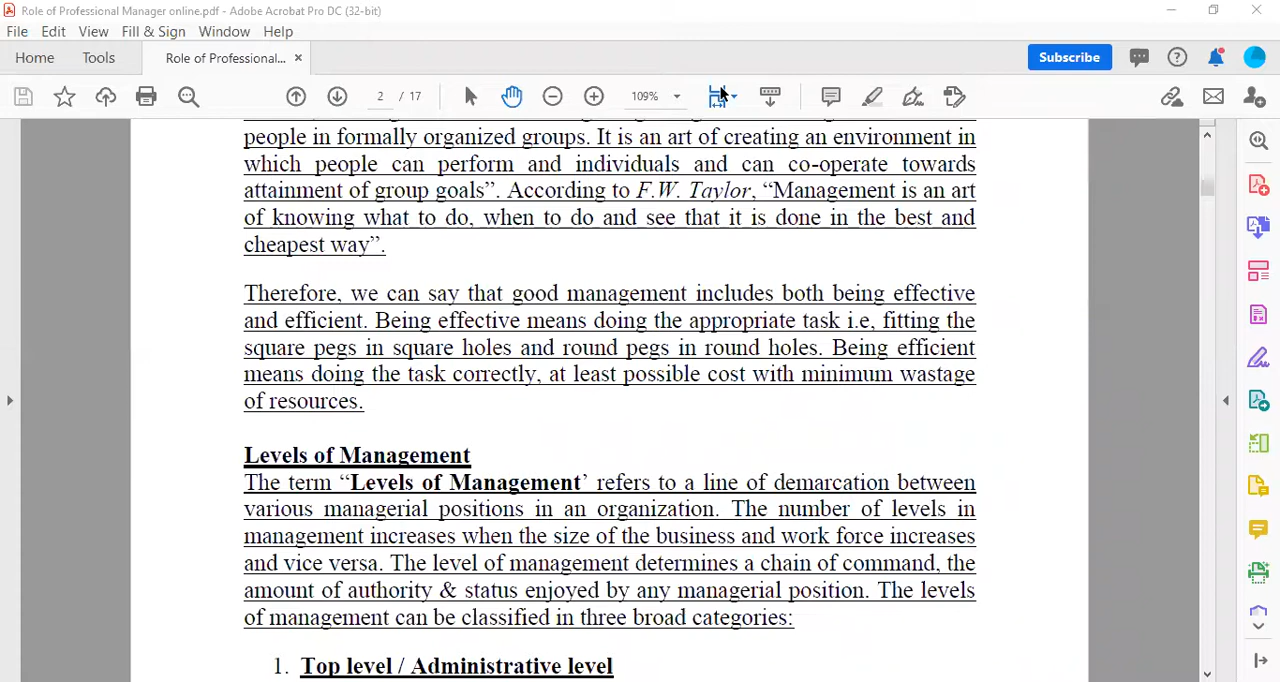 Role of Professional Manager online.pdf - Adobe Acrobat Pro DC (32-bit)
File Edit View Fill & Sign Window Help
Home Tools Role of Professional... × Subscribe
2 / 17 109%
people in formally organized groups. It is an art of creating an environment in
which people can perform and individuals and can co-operate towards
attainment of group goals”. According to F.W. Taylor, “Management is an art
of knowing what to do, when to do and see that it is done in the best and
cheapest way”.
Therefore, we can say that good management includes both being effective
and efficient. Being effective means doing the appropriate task i.e, fitting the
square pegs in square holes and round pegs in round holes. Being efficient
means doing the task correctly, at least possible cost with minimum wastage
of resources.
Levels of Management
The term “Levels of Management’ refers to a line of demarcation between
various managerial positions in an organization. The number of levels in
management increases when the size of the business and work force increases
and vice versa. The level of management determines a chain of command, the
amount of authority & status enjoyed by any managerial position. The levels
of management can be classified in three broad categories:
1. Top level / Administrative level